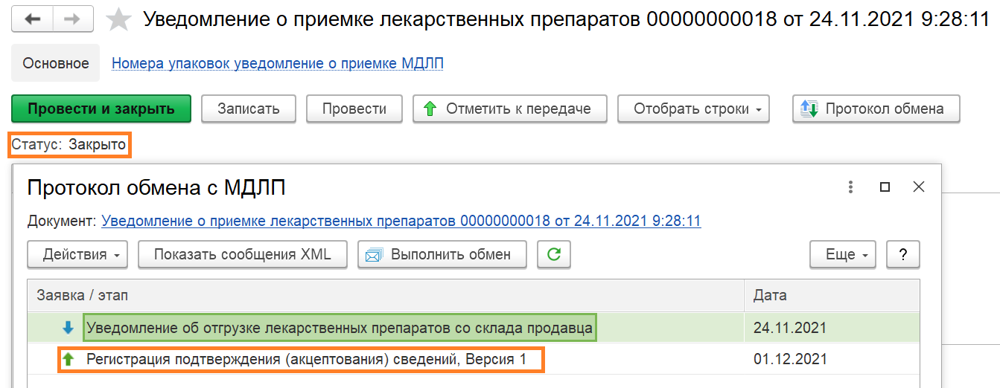 Уведомление о приемке лекарственных препаратов 00000000018 от 24.11.2021 9:28:11
Основное Номера упаковок уведомление о приемке МДЛП
Провести и закрыть Записать Провести Отметить к передаче Отобрать строки Протокол обмена
Статус: Закрыто
Протокол обмена с МДЛП
Документ: Уведомление о приемке лекарственных препаратов 00000000018 от 24.11.2021 9:28:11
Действия Показать сообщения XML Выполнить обмен Еще ?
Заявка / этап Дата
Уведомление об отгрузке лекарственных препаратов со склада продавца 24.11.2021
Регистрация подтверждения (акцептования) сведений, Версия 1 01.12.2021